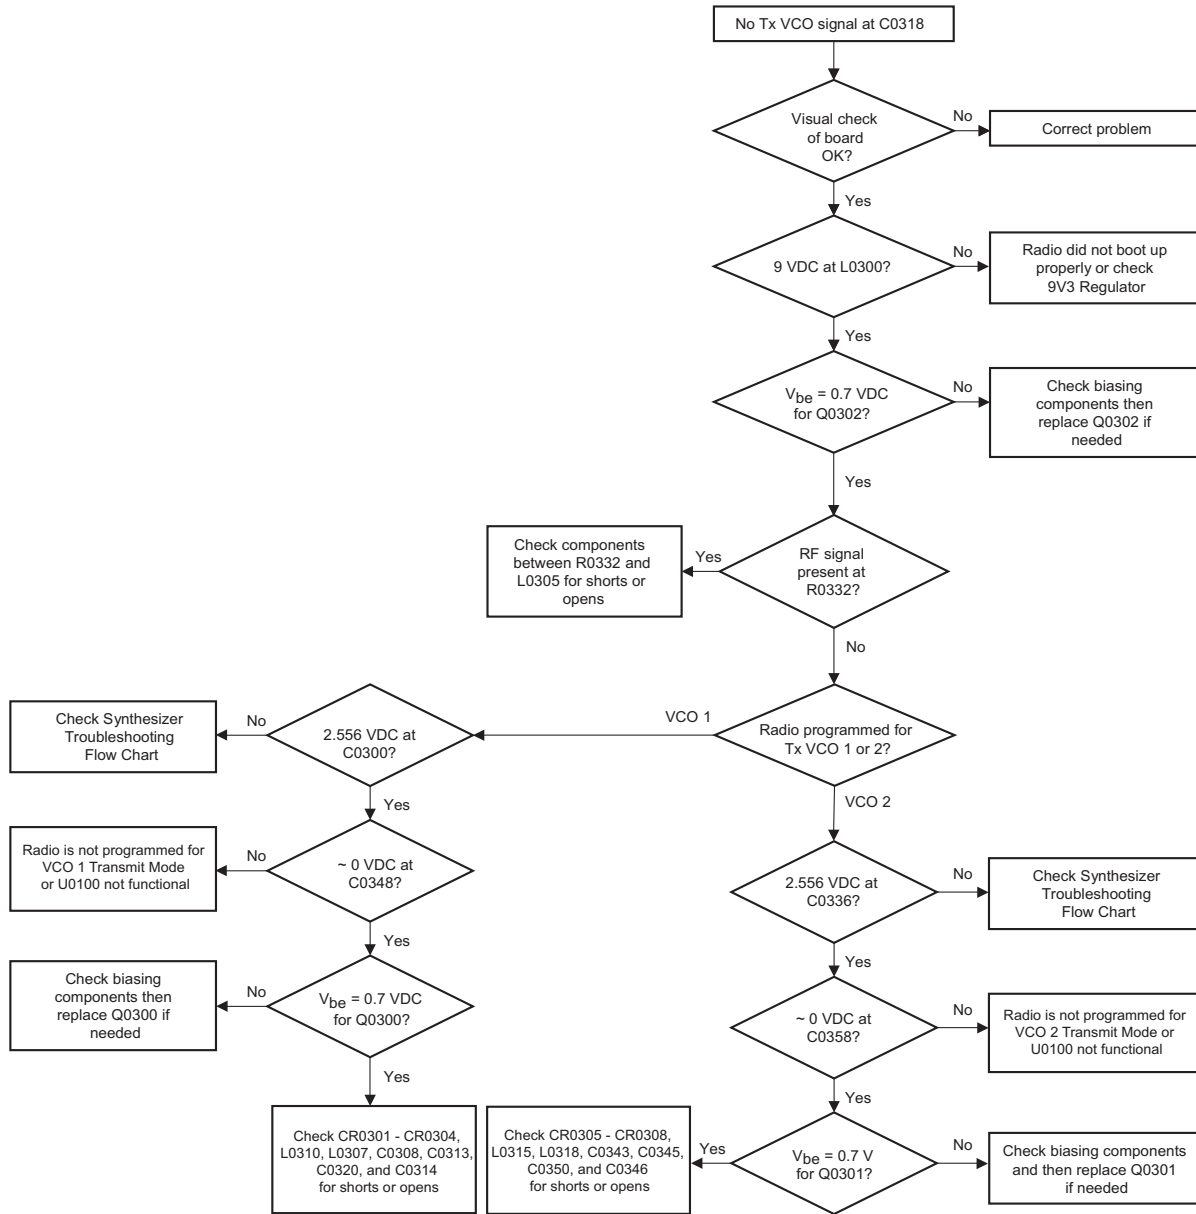 No Tx VCO signal at C0318
Visual check
of board
OK?
No
Correct problem
Yes
9 VDC at L0300?
No
Radio did not boot up
properly or check
9V3 Regulator
Yes
Vbe = 0.7 VDC
for Q0302?
No
Check biasing
components then
replace Q0302 if
needed
Yes
RF signal
present at
R0332?
Yes
Check components
between R0332 and
L0305 for shorts or
opens
No
Radio programmed for
Tx VCO 1 or 2?
VCO 1
2.556 VDC at
C0300?
No
Check Synthesizer
Troubleshooting
Flow Chart
Yes
~ 0 VDC at
C0348?
No
Radio is not programmed for
VCO 1 Transmit Mode
or U0100 not functional
Yes
Vbe = 0.7 VDC
for Q0300?
No
Check biasing
components then
replace Q0300 if
needed
Yes
Check CR0301 - CR0304,
L0310, L0307, C0308, C0313,
C0320, and C0314
for shorts or opens
VCO 2
2.556 VDC at
C0336?
No
Check Synthesizer
Troubleshooting
Flow Chart
Yes
~ 0 VDC at
C0358?
No
Radio is not programmed for
VCO 2 Transmit Mode or
U0100 not functional
Yes
Vbe = 0.7 V
for Q0301?
No
Check biasing components
and then replace Q0301
if needed
Yes
Check CR0305 - CR0308,
L0315, L0318, C0343, C0345,
C0350, and C0346
for shorts or opens